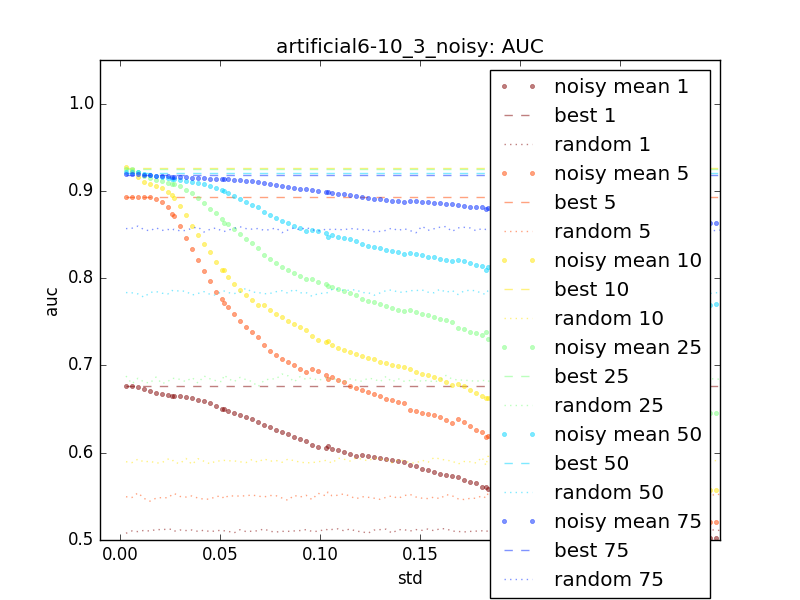 artificial6-10_3_noisy: AUC
auc
1.0
0.9
0.8
0.7
0.6
0.5
0.00
0.05
0.10
0.15
std
noisy mean 1
best 1
random 1
noisy mean 5
best 5
random 5
noisy mean 10
best 10
random 10
noisy mean 25
best 25
random 25
noisy mean 50
best 50
random 50
noisy mean 75
best 75
random 75